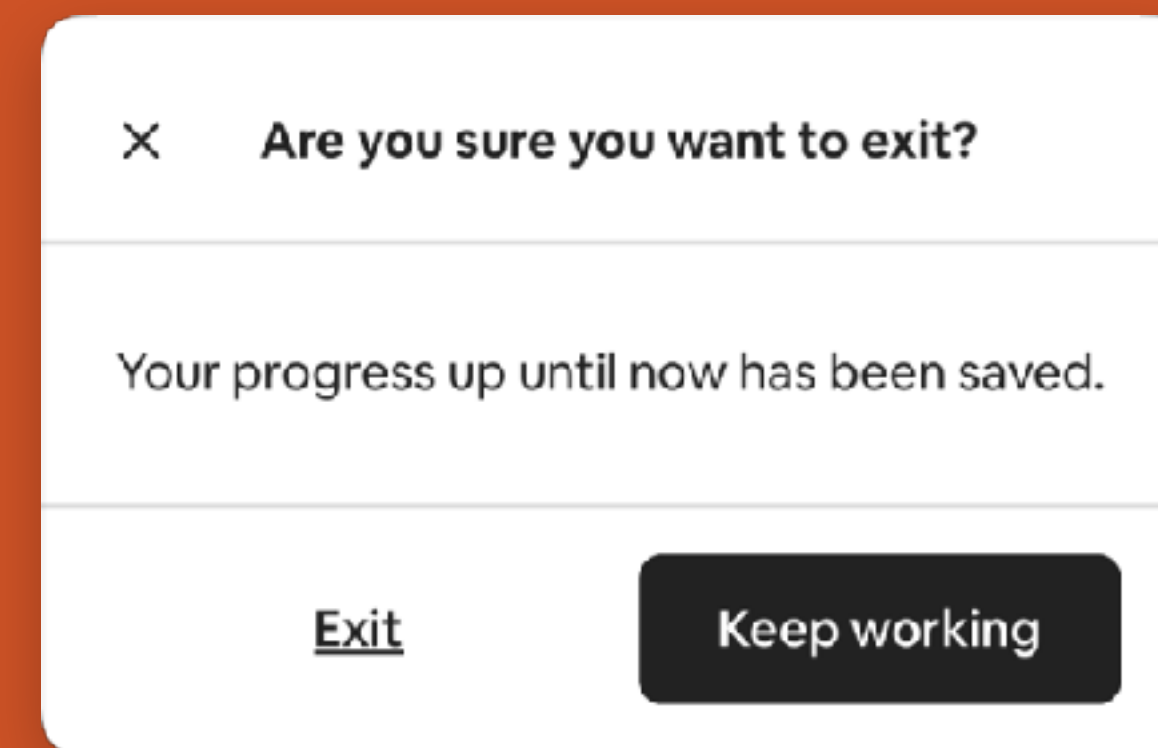 Are you sure you want to exit?
Your progress up until now has been saved.
Exit
Keep working